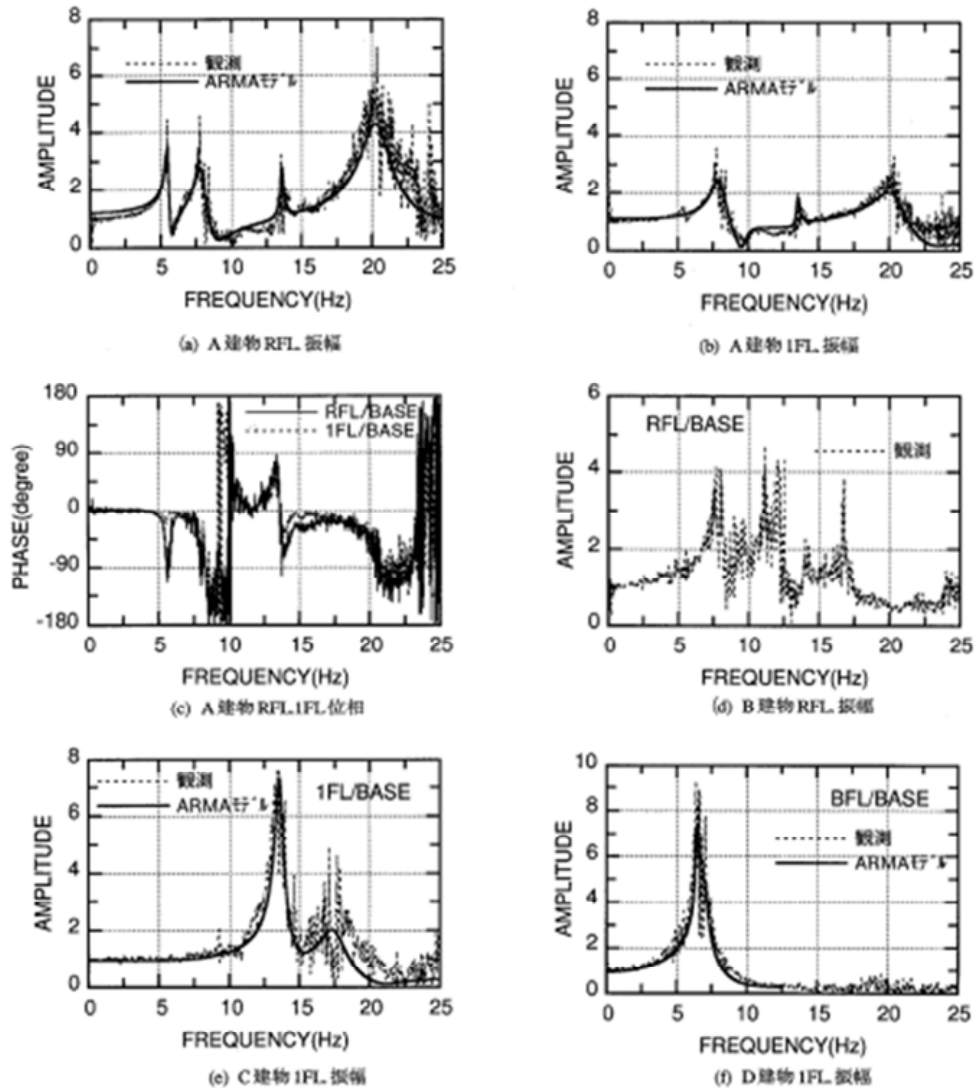 8
6
4
2
0
AMPLITUDE
観測
ARMAモデル
0 5 10 15 20 25
FREQUENCY(Hz)
(a) A建物RFL.振幅
8
6
4
2
0
AMPLITUDE
観測
ARMAモデル
0 5 10 15 20 25
FREQUENCY(Hz)
(b) A建物1FL.振幅
180
90
0
-90
-180
PHASE(degree)
RFL/BASE
1FL/BASE
0 5 10 15 20 25
FREQUENCY(Hz)
(c) A建物RFL.1FL位相
6
4
2
0
AMPLITUDE
RFL/BASE
観測
0 5 10 15 20 25
FREQUENCY(Hz)
(d) B建物RFL.振幅
8
6
4
2
0
AMPLITUDE
観測
ARMAモデル
1FL/BASE
0 5 10 15 20 25
FREQUENCY(Hz)
(e) C建物1FL.振幅
10
8
6
4
2
0
AMPLITUDE
BFL/BASE
観測
ARMAモデル
0 5 10 15 20 25
FREQUENCY(Hz)
(f) D建物1FL.振幅